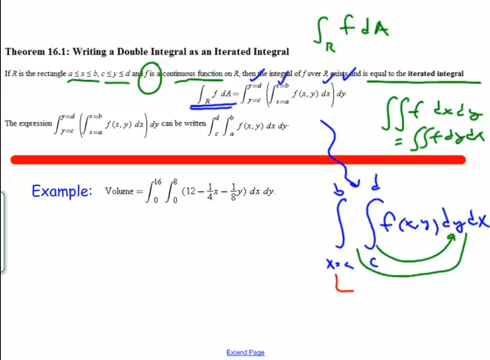 ∫_R f dA
Theorem 16.1: Writing a Double Integral as an Iterated Integral
If R is the rectangle a ≤ x ≤ b, c ≤ y ≤ d and f is a continuous function on R, then the integral of f over R exists and is equal to the iterated integral
∫_R f dA = ∫_{y=c}^{y=d} ( ∫_{x=a}^{x=b} f(x, y) dx ) dy.
The expression ∫_{y=c}^{y=d} ( ∫_{x=a}^{x=b} f(x, y) dx ) dy can be written ∫_c^d ∫_a^b f(x, y) dx dy.
∫∫ f dx dy
= ∫∫ f dy dx
Example: Volume = ∫_0^16 ∫_0^8 (12 − 1/4 x − 1/8 y) dx dy.
∫_{x=a}^b ∫_c^d f(x,y) dy dx
Extend Page